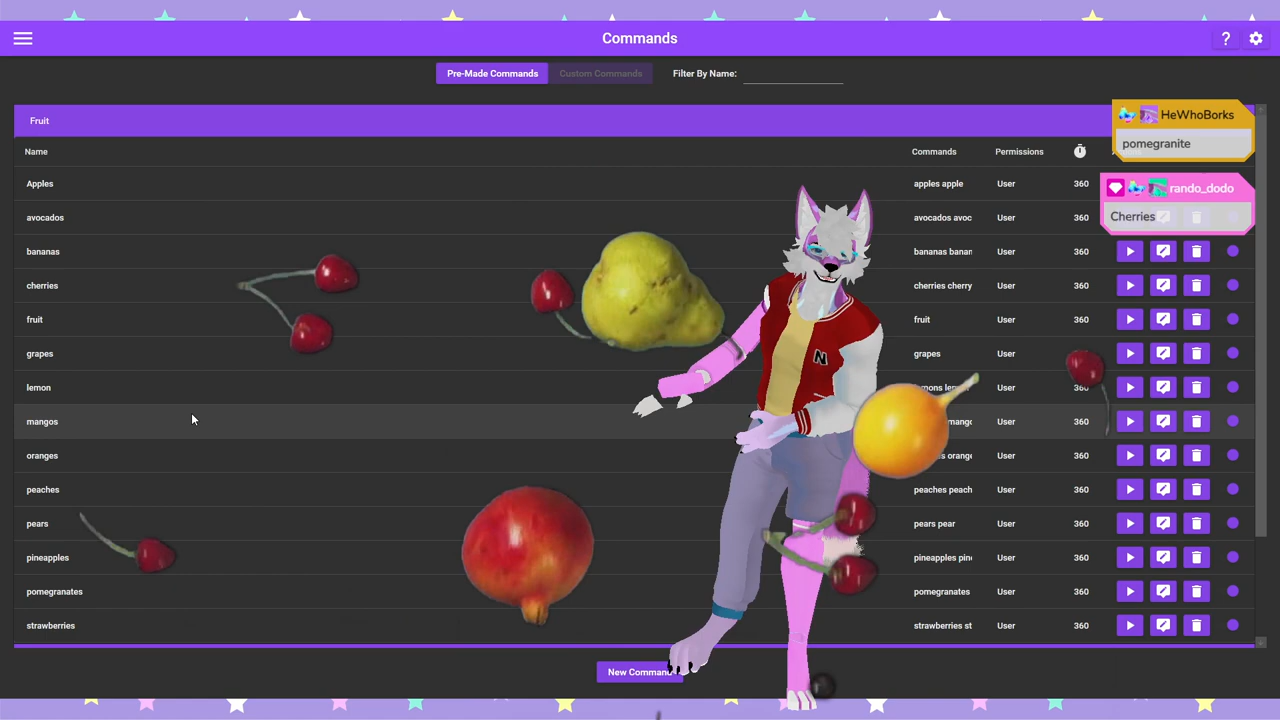 Commands
?
Pre-Made Commands Custom Commands Filter By Name:
Fruit
HeWhoBorks
pomegranite
Name Commands Permissions
Apples apples apple User 360
rando_dodo
Cherries
avocados avocados avoc User 360
bananas bananas banan User 360
cherries cherries cherry User 360
fruit fruit User 360
grapes grapes User 360
lemon User
mangos User 360
oranges User 360
peaches peaches peach User 360
pears pears pear User 360
pineapples pineapples pine User 360
pomegranates pomegranates User 360
strawberries strawberries st User 360
N
New Command